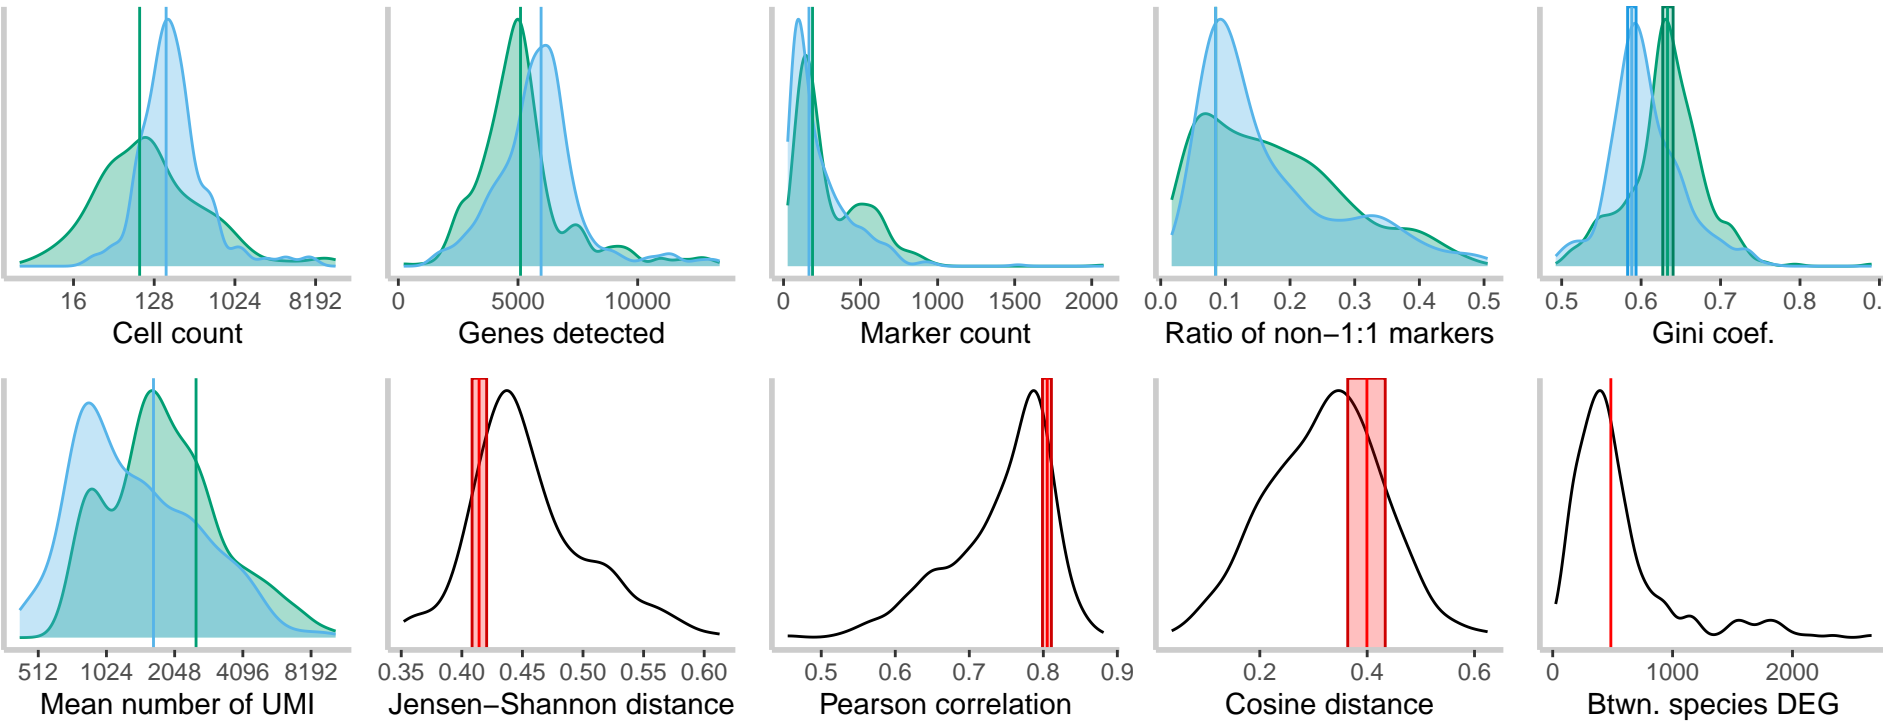 16 128 1024 8192
Cell count
0 5000 10000
Genes detected
0 500 1000 1500 2000
Marker count
0.0 0.1 0.2 0.3 0.4 0.5
Ratio of non−1:1 markers
0.5 0.6 0.7 0.8 0.
Gini coef.
512 1024 2048 4096 8192
Mean number of UMI
0.35 0.40 0.45 0.50 0.55 0.60
Jensen−Shannon distance
0.5 0.6 0.7 0.8 0.9
Pearson correlation
0.2 0.4 0.6
Cosine distance
0 1000 2000
Btwn. species DEG